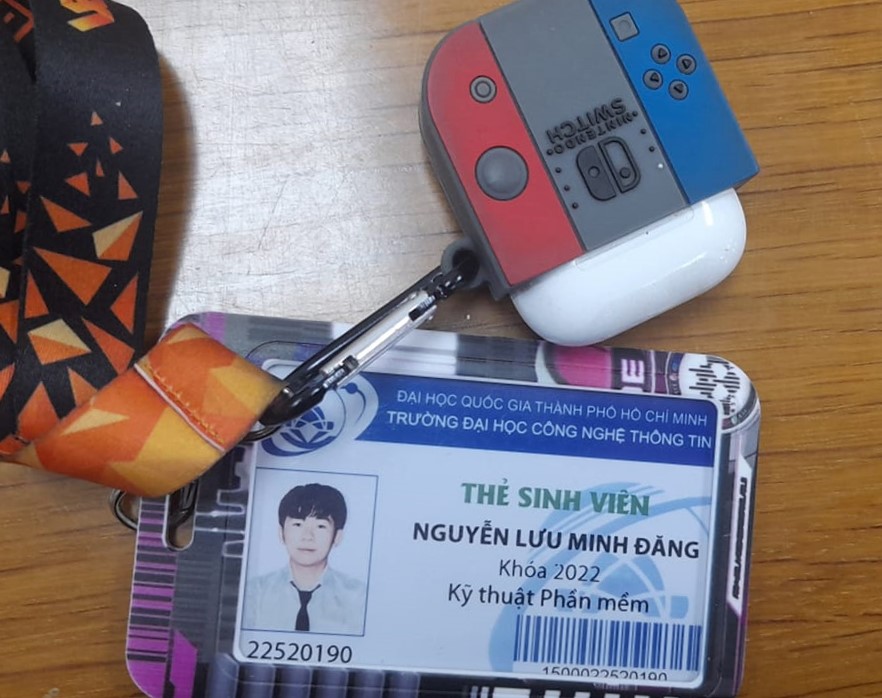 NINTENDO
SWITCH
ĐẠI HỌC QUỐC GIA THÀNH PHỐ HỒ CHÍ MINH
TRƯỜNG ĐẠI HỌC CÔNG NGHỆ THÔNG TIN
THẺ SINH VIÊN
NGUYỄN LƯU MINH ĐĂNG
Khóa 2022
Kỹ thuật Phần mềm
22520190
1500022520190